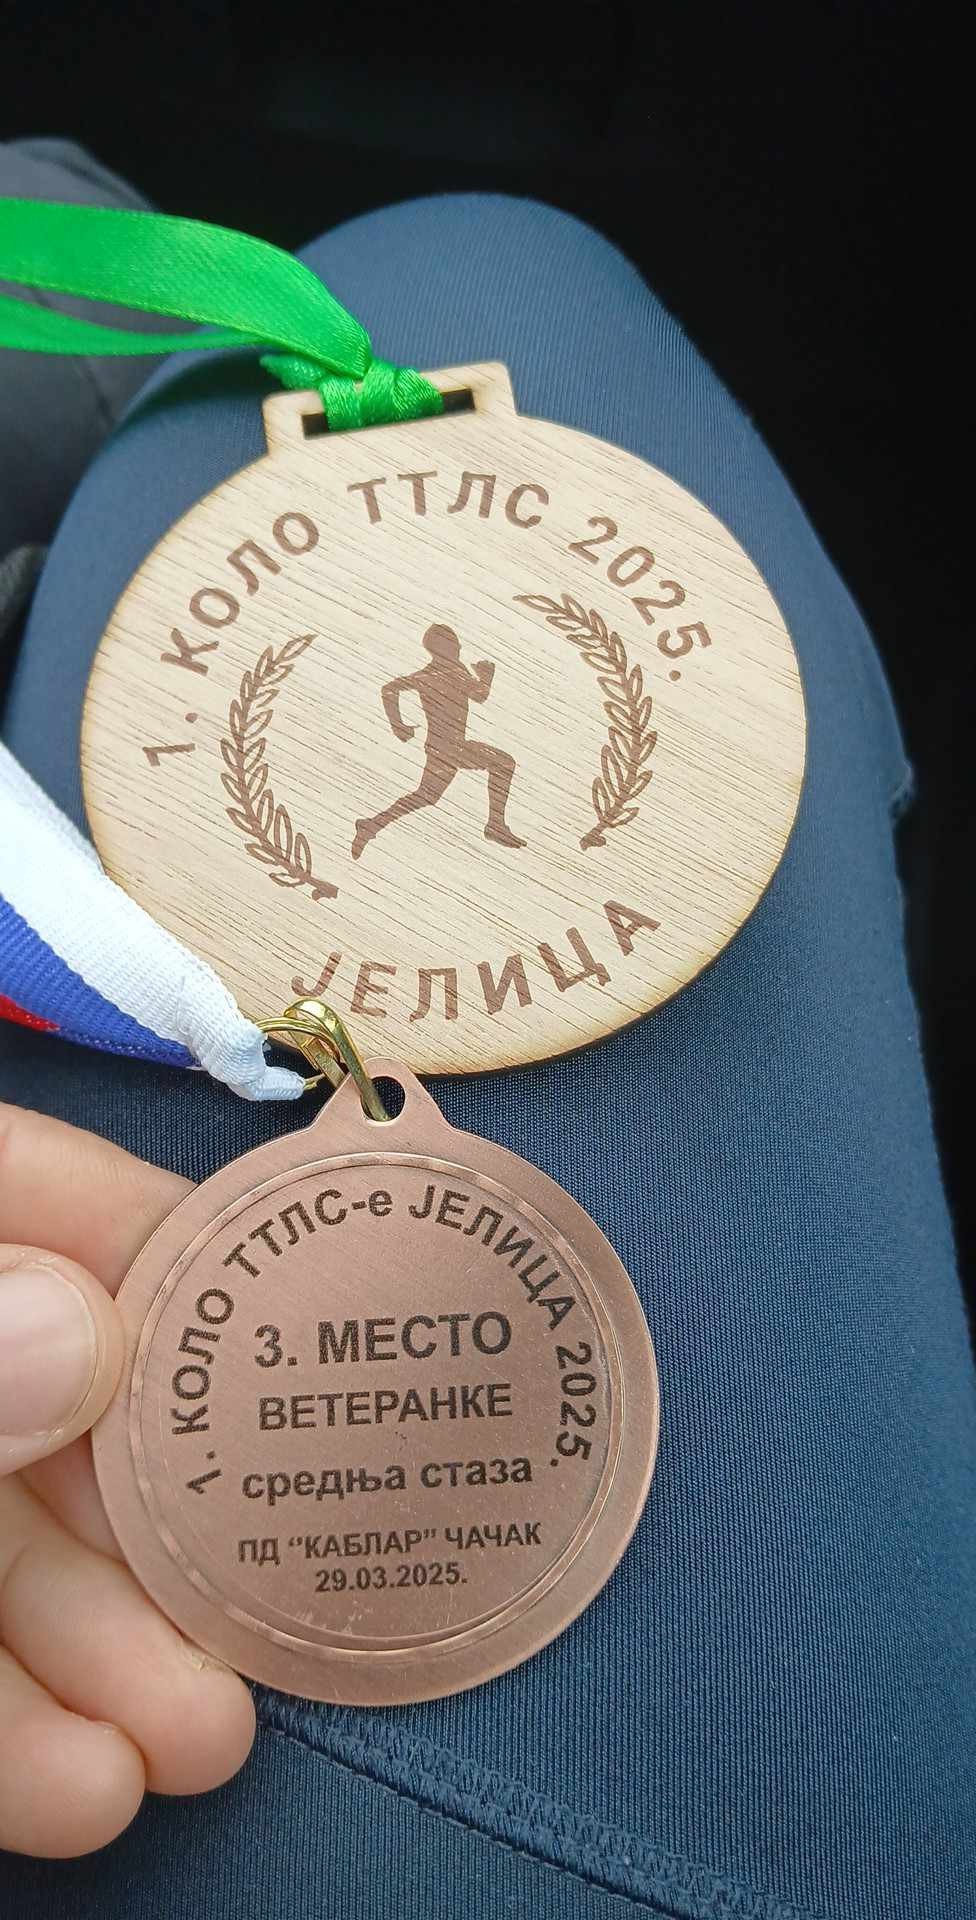 1. КОЛО ТТЛС 2025.
ЈЕЛИЦА
1. КОЛО ТТЛС-е ЈЕЛИЦА 2025.
3. МЕСТО
ВЕТЕРАНКЕ
средња стаза
ПД “КАБЛАР” ЧАЧАК
29.03.2025.